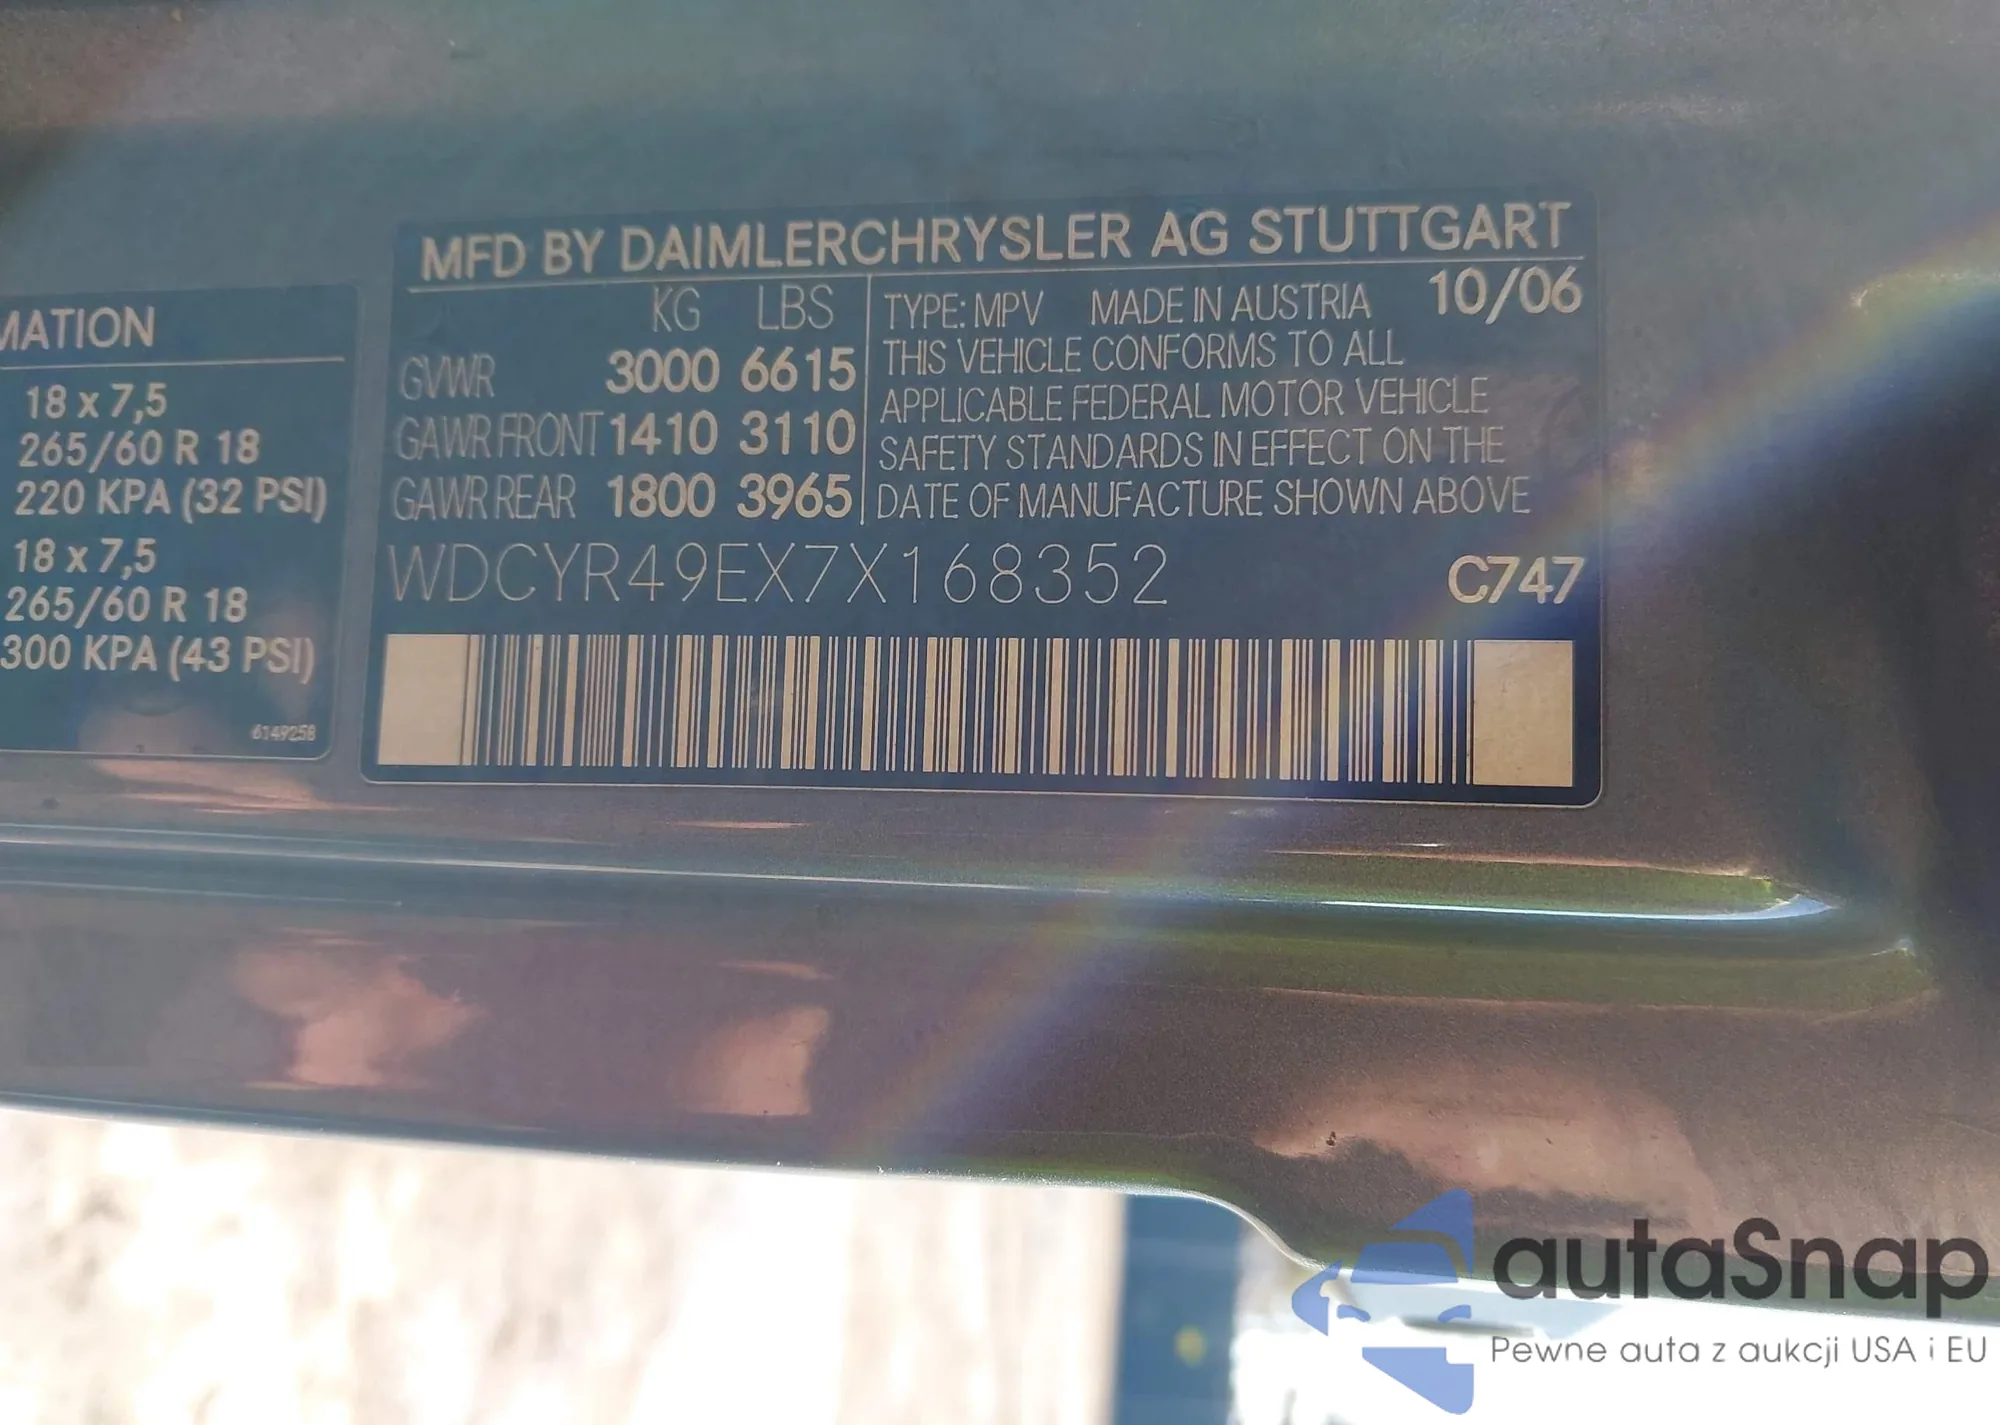 MATION
18 x 7,5
265/60 R 18
220 KPA (32 PSI)
18 x 7,5
265/60 R 18
300 KPA (43 PSI)
6149258
MFD BY DAIMLERCHRYSLER AG STUTTGART
KG LBS
GVWR 3000 6615
GAWR FRONT 1410 3110
GAWR REAR 1800 3965
TYPE: MPV MADE IN AUSTRIA 10/06
THIS VEHICLE CONFORMS TO ALL
APPLICABLE FEDERAL MOTOR VEHICLE
SAFETY STANDARDS IN EFFECT ON THE
DATE OF MANUFACTURE SHOWN ABOVE
WDCYR49EX7X168352 C747
autaSnap
Pewne auta z aukcji USA i EU